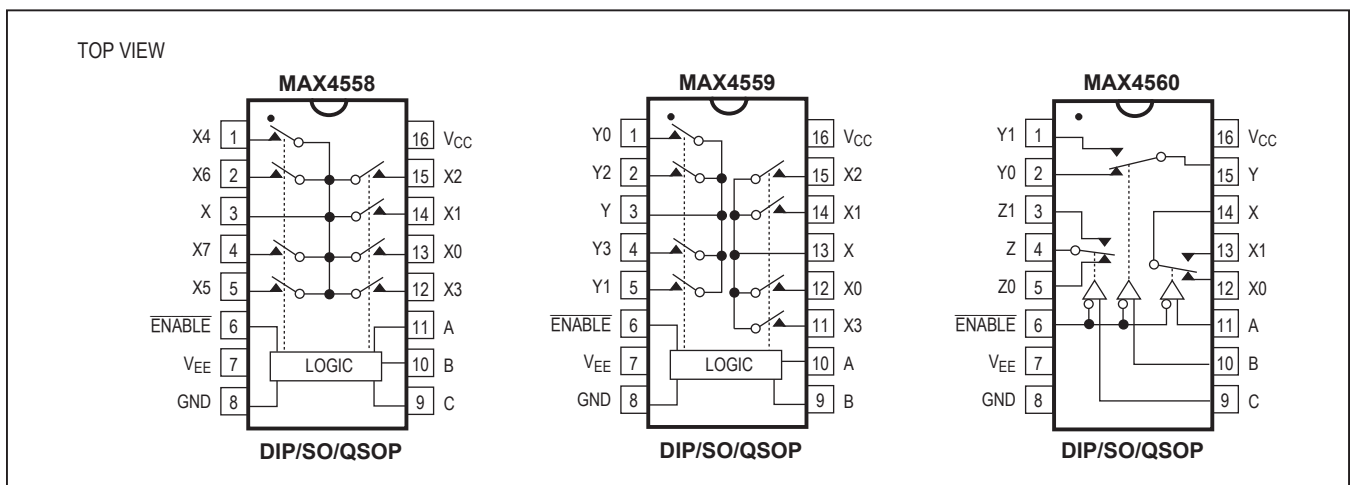 TOP VIEW
MAX4558
X4 1
X6 2
X 3
X7 4
X5 5
ENABLE 6
VEE 7
GND 8
16 VCC
15 X2
14 X1
13 X0
12 X3
11 A
10 B
9 C
LOGIC
DIP/SO/QSOP
MAX4559
Y0 1
Y2 2
Y 3
Y3 4
Y1 5
ENABLE 6
VEE 7
GND 8
16 VCC
15 X2
14 X1
13 X
12 X0
11 X3
10 A
9 B
LOGIC
DIP/SO/QSOP
MAX4560
Y1 1
Y0 2
Z1 3
Z 4
Z0 5
ENABLE 6
VEE 7
GND 8
16 VCC
15 Y
14 X
13 X1
12 X0
11 A
10 B
9 C
DIP/SO/QSOP